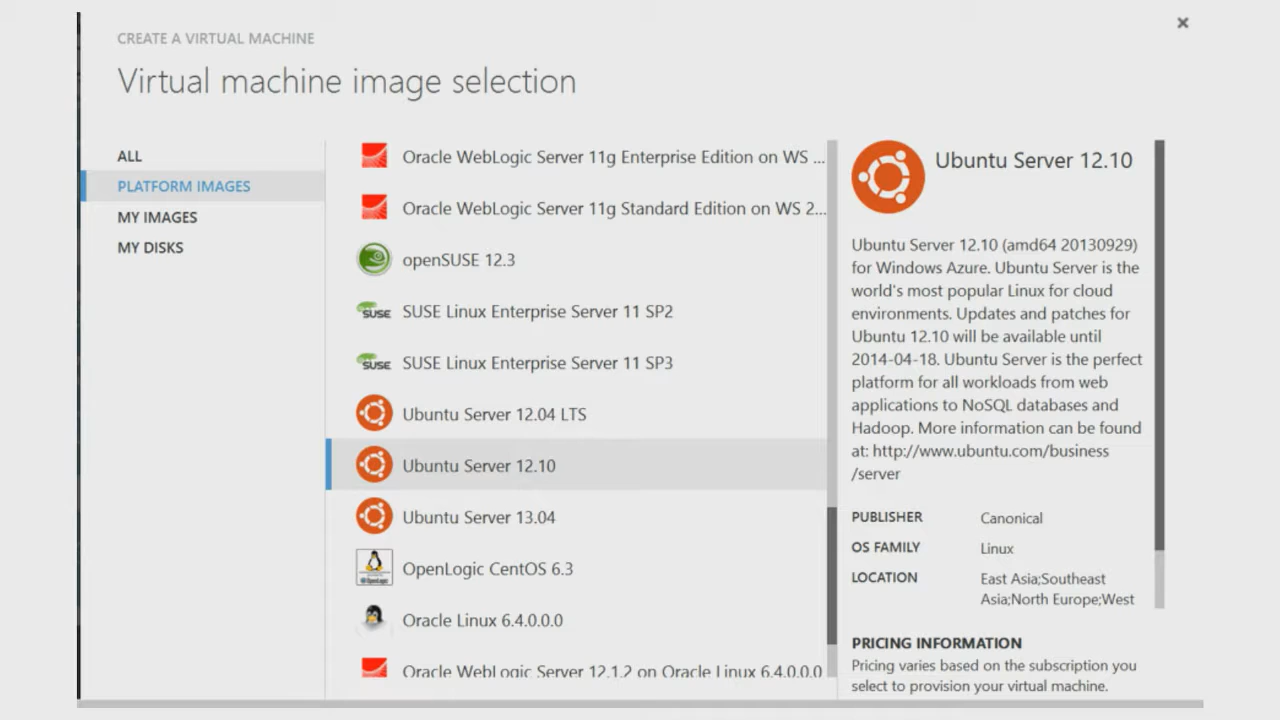 CREATE A VIRTUAL MACHINE
Virtual machine image selection
ALL
PLATFORM IMAGES
MY IMAGES
MY DISKS
Oracle WebLogic Server 11g Enterprise Edition on WS ...
Oracle WebLogic Server 11g Standard Edition on WS 2...
openSUSE 12.3
SUSE
SUSE Linux Enterprise Server 11 SP2
SUSE
SUSE Linux Enterprise Server 11 SP3
Ubuntu Server 12.04 LTS
Ubuntu Server 12.10
Ubuntu Server 13.04
OpenLogic CentOS 6.3
Oracle Linux 6.4.0.0.0
Oracle WebLogic Server 12.1.2 on Oracle Linux 6.4.0.0.0
Ubuntu Server 12.10
Ubuntu Server 12.10 (amd64 20130929)
for Windows Azure. Ubuntu Server is the
world's most popular Linux for cloud
environments. Updates and patches for
Ubuntu 12.10 will be available until
2014-04-18. Ubuntu Server is the perfect
platform for all workloads from web
applications to NoSQL databases and
Hadoop. More information can be found
at: http://www.ubuntu.com/business
/server
PUBLISHER Canonical
OS FAMILY Linux
LOCATION East Asia;Southeast
Asia;North Europe;West
PRICING INFORMATION
Pricing varies based on the subscription you
select to provision your virtual machine.